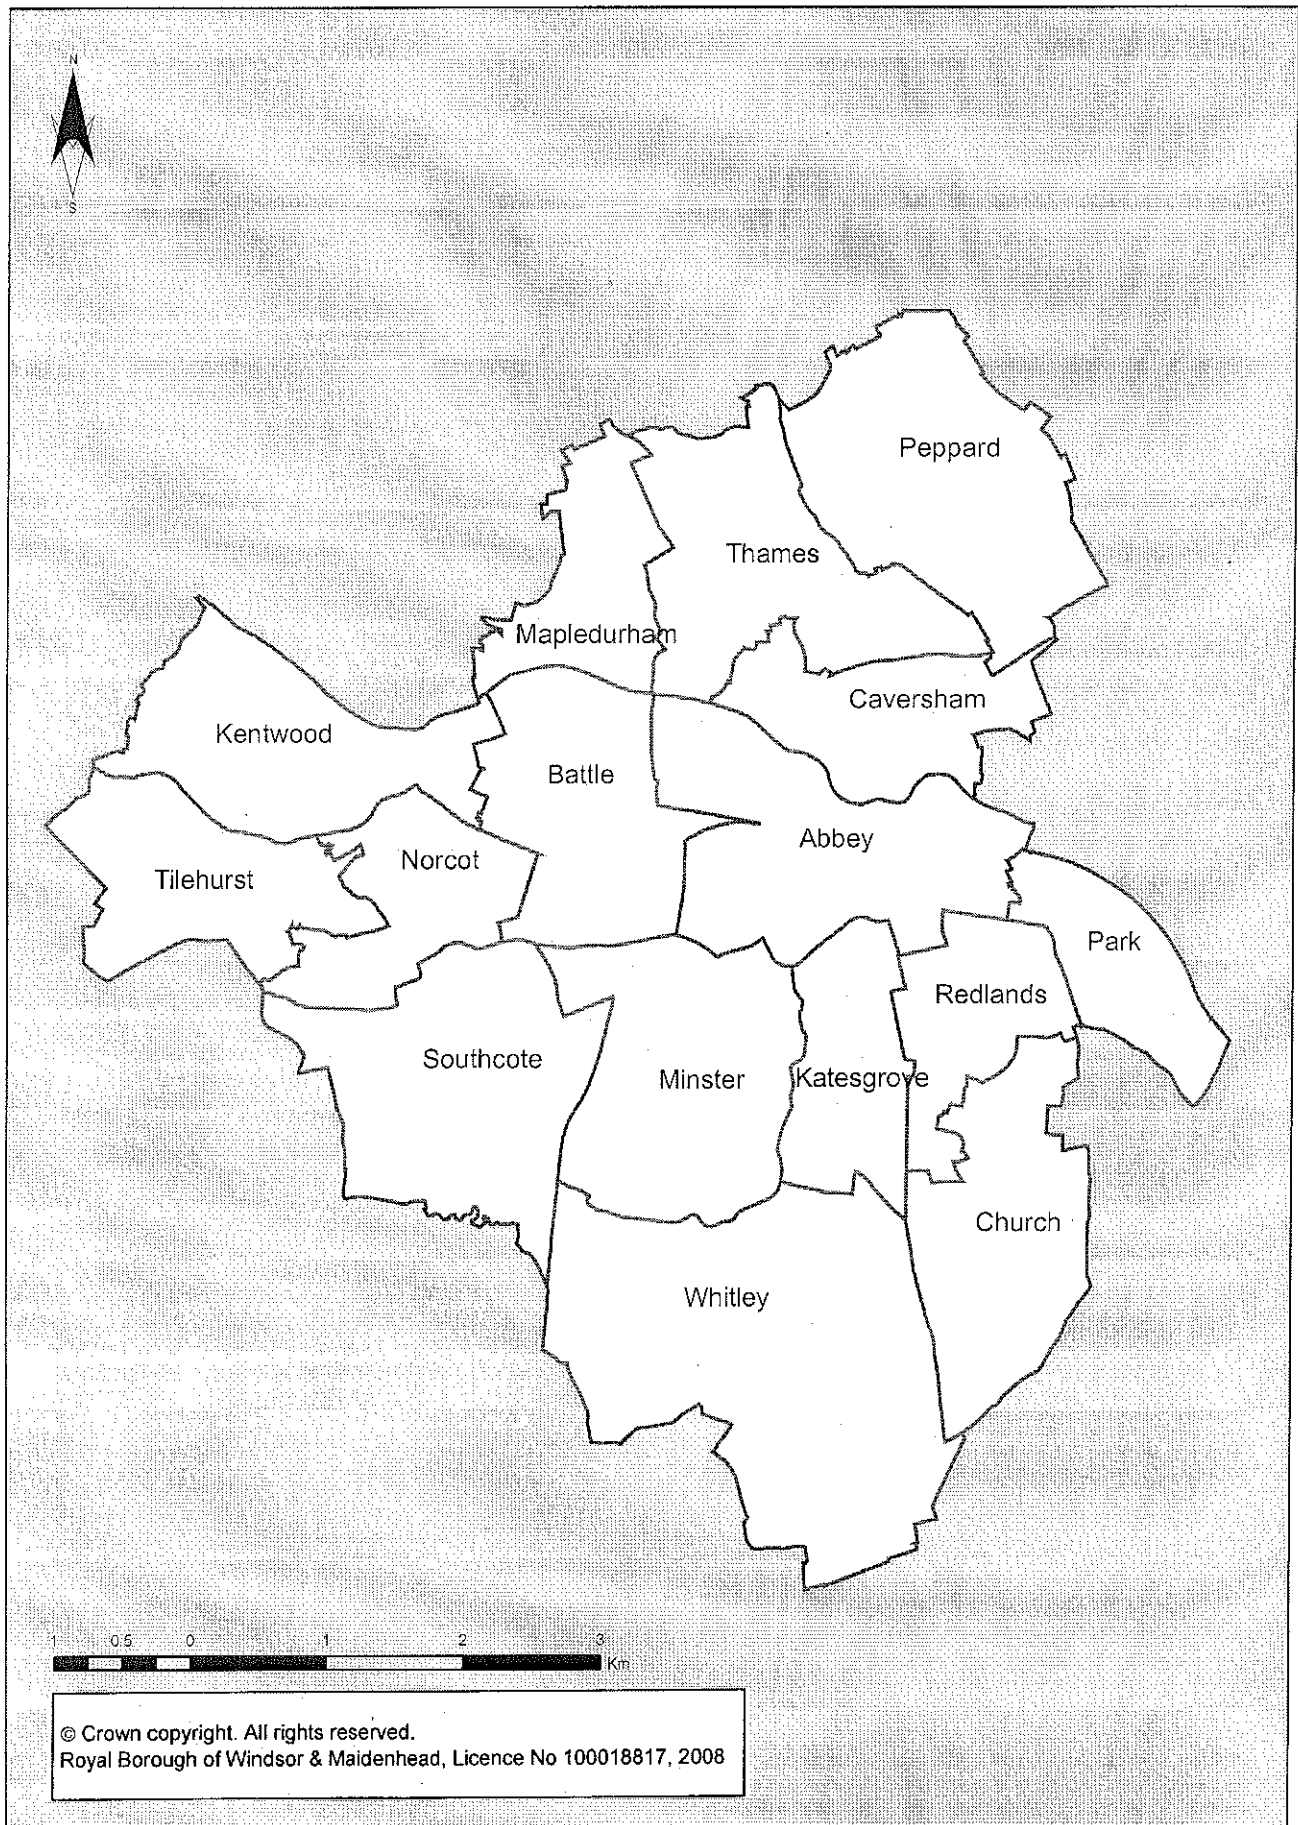 N
S
Peppard
Thames
Mapledurham
Caversham
Kentwood
Battle
Abbey
Norcot
Tilehurst
Park
Redlands
Southcote
Minster
Katesgrove
Church
Whitley
1 0.5 0 1 2 3
Km
© Crown copyright. All rights reserved.
Royal Borough of Windsor & Maidenhead, Licence No 100018817, 2008